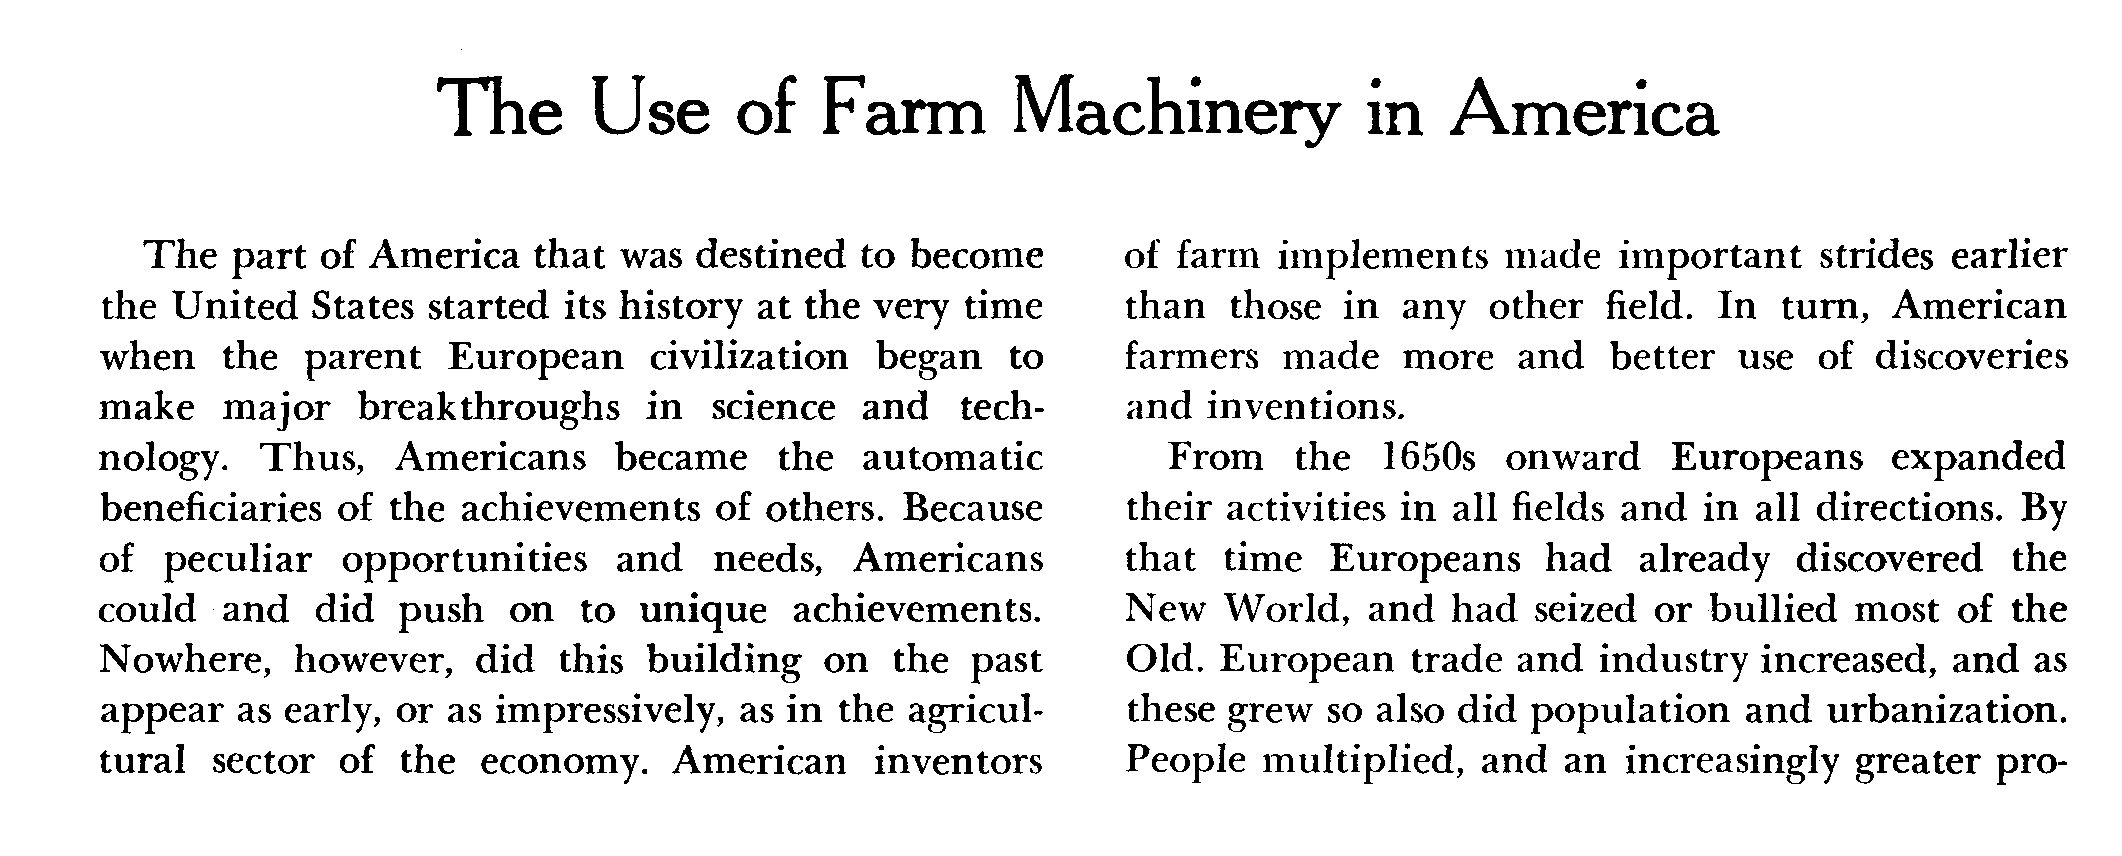 The Use of Farm Machinery in America
The part of America that was destined to become
the United States started its history at the very time
when the parent European civilization began to
make major breakthroughs in science and tech-
nology. Thus, Americans became the automatic
beneficiaries of the achievements of others. Because
of peculiar opportunities and needs, Americans
could and did push on to unique achievements.
Nowhere, however, did this building on the past
appear as early, or as impressively, as in the agricul-
tural sector of the economy. American inventors
of farm implements made important strides earlier
than those in any other field. In turn, American
farmers made more and better use of discoveries
and inventions.
From the 1650s onward Europeans expanded
their activities in all fields and in all directions. By
that time Europeans had already discovered the
New World, and had seized or bullied most of the
Old. European trade and industry increased, and as
these grew so also did population and urbanization.
People multiplied, and an increasingly greater pro-